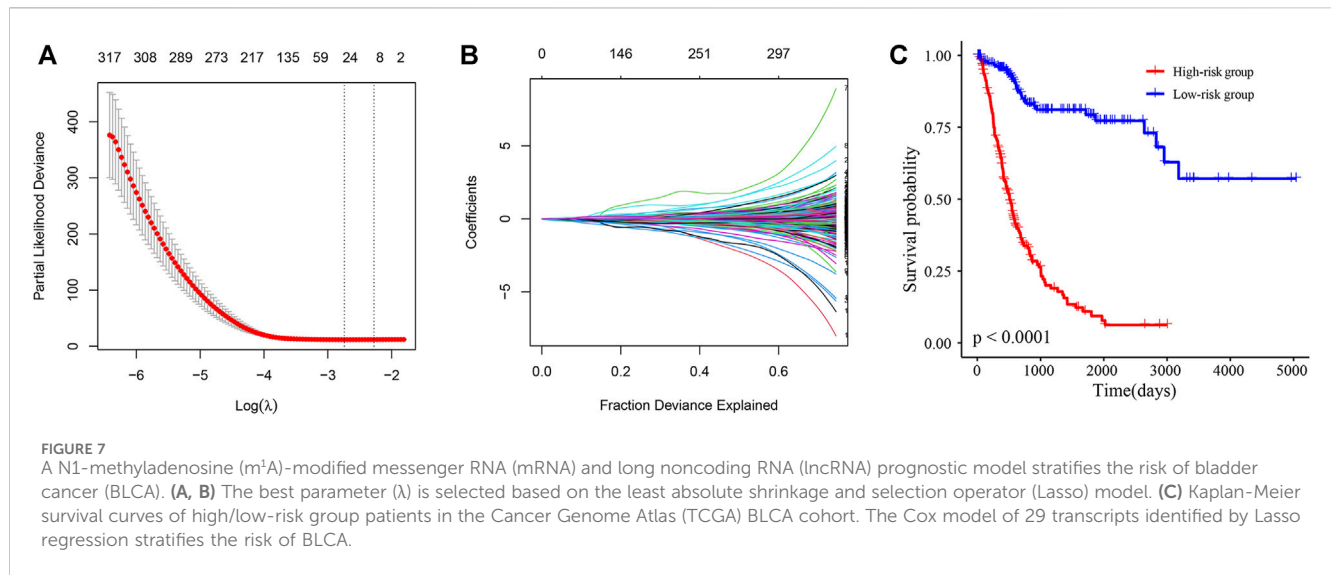 A
317 308 289 273 217 135 59 24 8 2
Partial Likelihood Deviance
400
300
200
100
0
−6 −5 −4 −3 −2
Log(λ)
B
0 146 251 297
Coefficients
5
0
−5
0.0 0.2 0.4 0.6
Fraction Deviance Explained
C
Survival probability
1.00
0.75
0.50
0.25
0.00
High-risk group
Low-risk group
p < 0.0001
0 1000 2000 3000 4000 5000
Time(days)
FIGURE 7
A N1-methyladenosine (m¹A)-modified messenger RNA (mRNA) and long noncoding RNA (lncRNA) prognostic model stratifies the risk of bladder
cancer (BLCA). (A, B) The best parameter (λ) is selected based on the least absolute shrinkage and selection operator (Lasso) model. (C) Kaplan-Meier
survival curves of high/low-risk group patients in the Cancer Genome Atlas (TCGA) BLCA cohort. The Cox model of 29 transcripts identified by Lasso
regression stratifies the risk of BLCA.